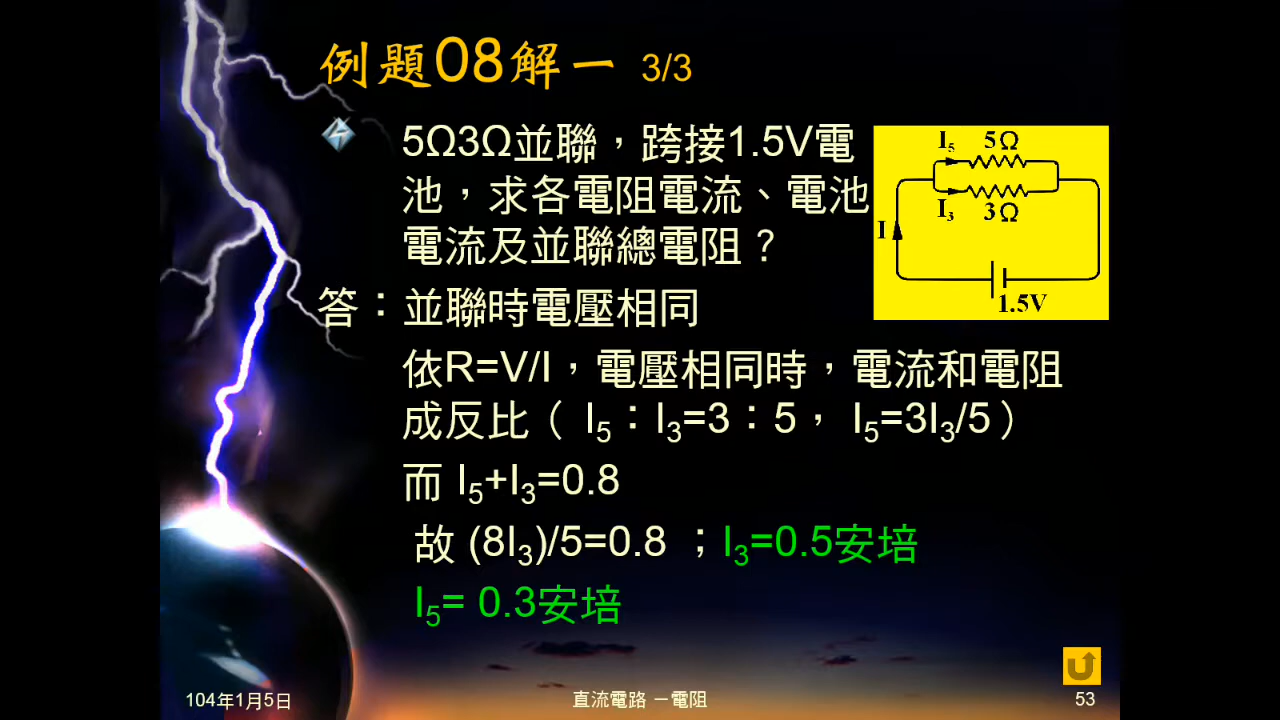 例題08解一 3/3
5Ω3Ω並聯，跨接1.5V電
池，求各電阻電流、電池
電流及並聯總電阻？
I₅ 5Ω
I₃ 3Ω
I
1.5V
答：並聯時電壓相同
依R=V/I，電壓相同時，電流和電阻
成反比（ I₅：I₃=3：5， I₅=3I₃/5）
而 I₅+I₃=0.8
故 (8I₃)/5=0.8 ；I₃=0.5安培
I₅= 0.3安培
104年1月5日 直流電路 －電阻 53